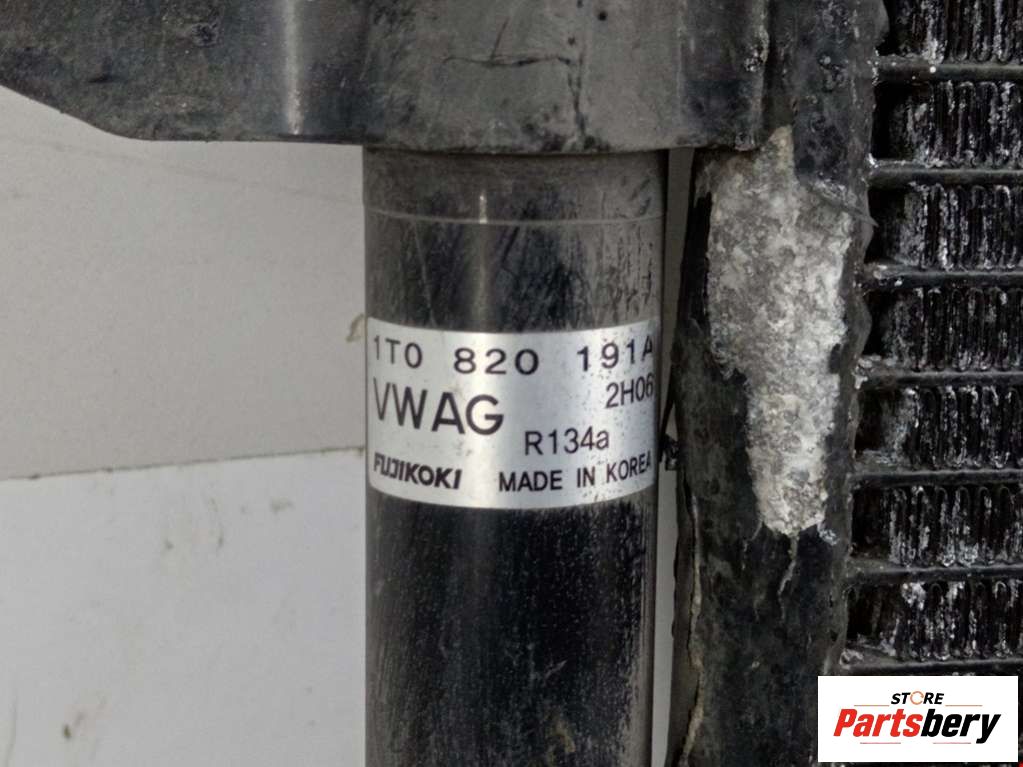 1T0 820 191A
VWAG 2H06
R134a
FUJIKOKI MADE IN KOREA
STORE
Partsbery